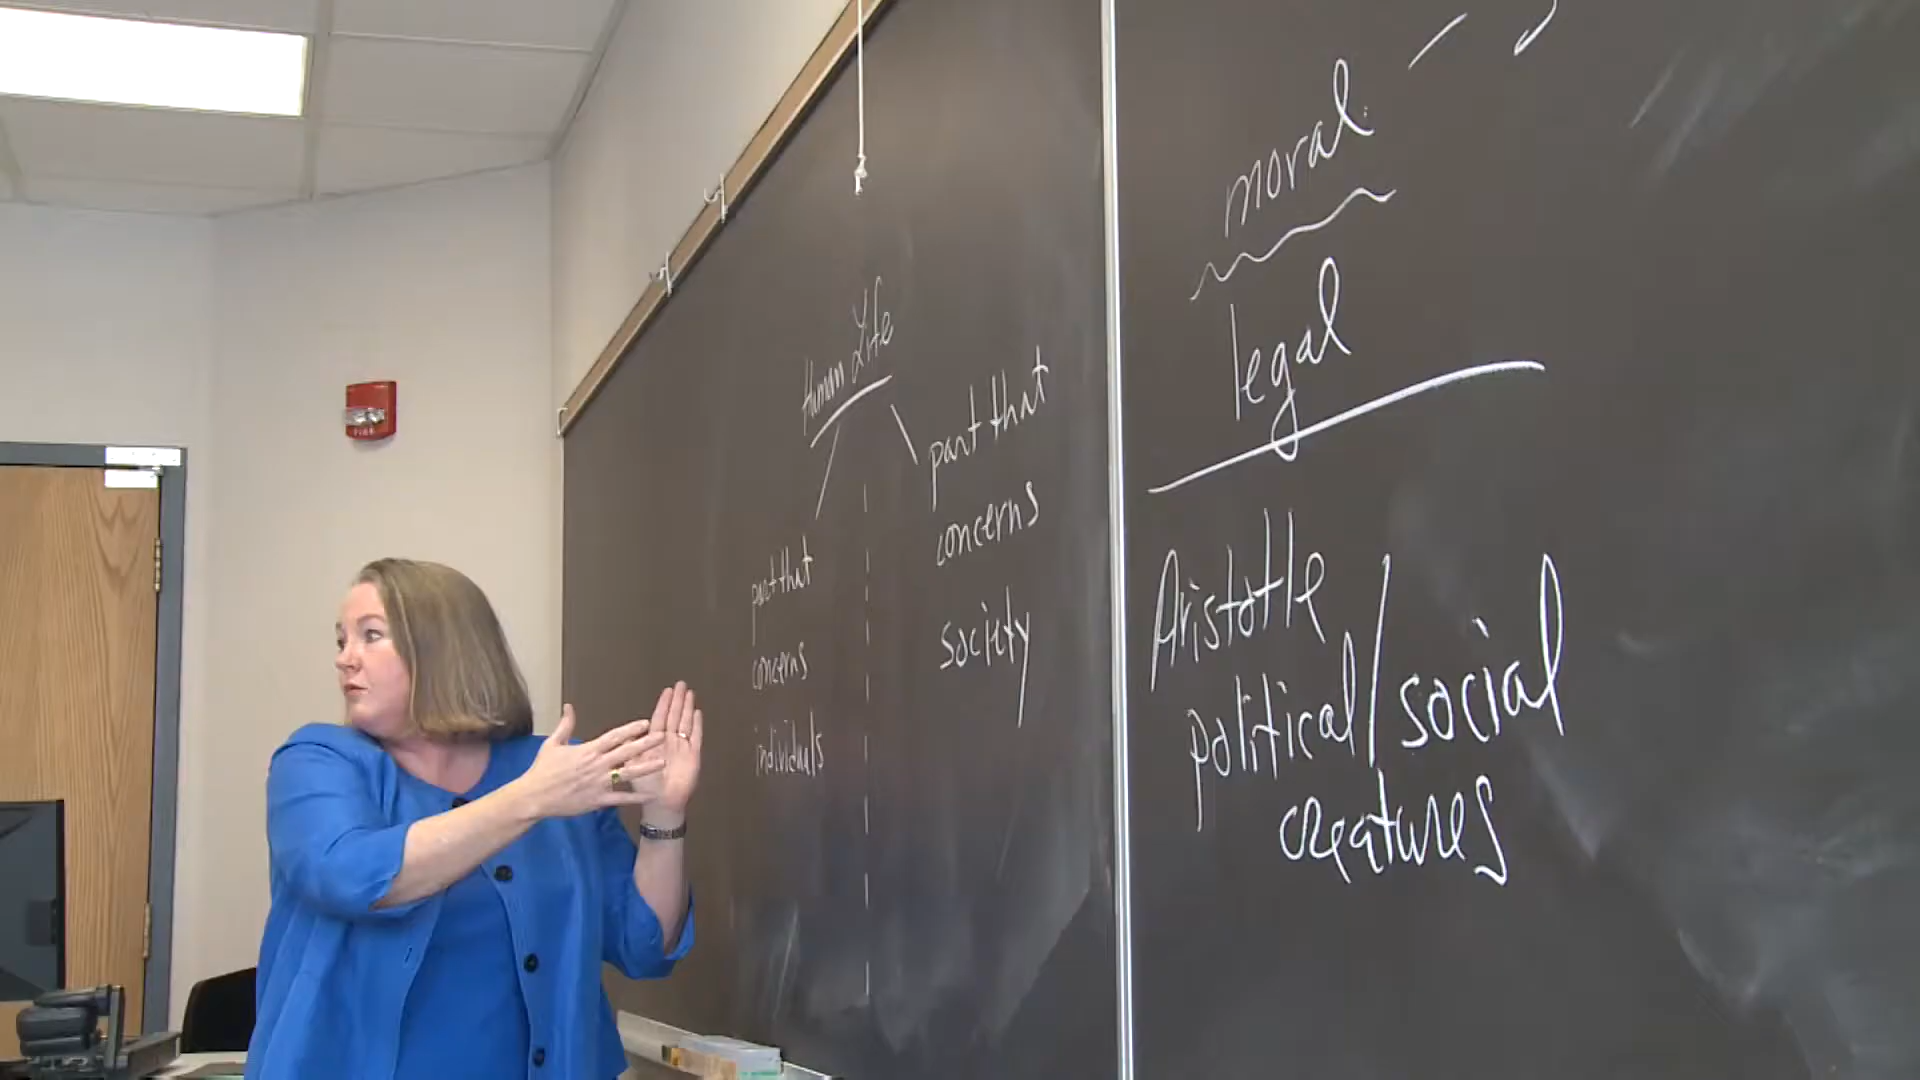 Human Life
part that
concerns
individuals
part that
concerns
society
moral
legal
Aristotle
political/social
creatures
FIRE